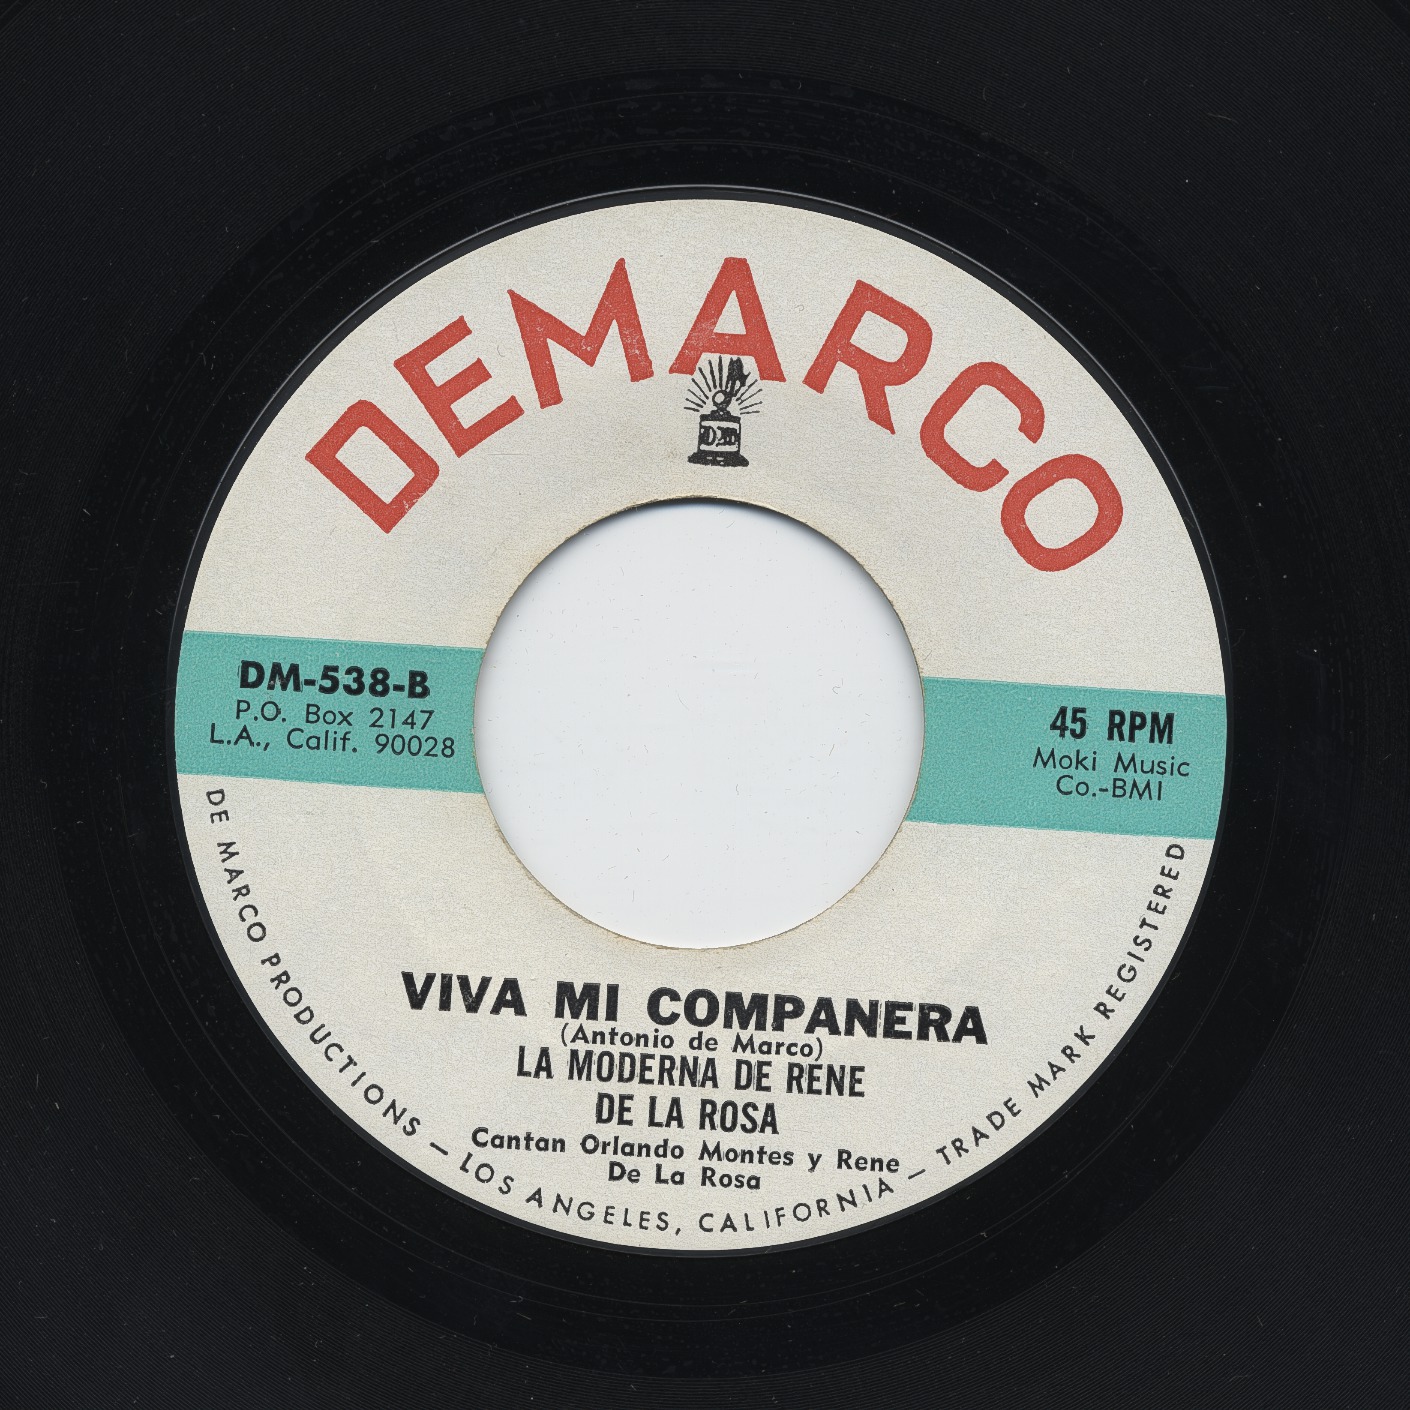 DEMARCO
DM
DM-538-B
P.O. Box 2147
L.A., Calif. 90028
45 RPM
Moki Music
Co.-BMI
VIVA MI COMPANERA
(Antonio de Marco)
LA MODERNA DE RENE
DE LA ROSA
Cantan Orlando Montes y Rene
De La Rosa
DE MARCO PRODUCTIONS — LOS ANGELES, CALIFORNIA — TRADE MARK REGISTERED